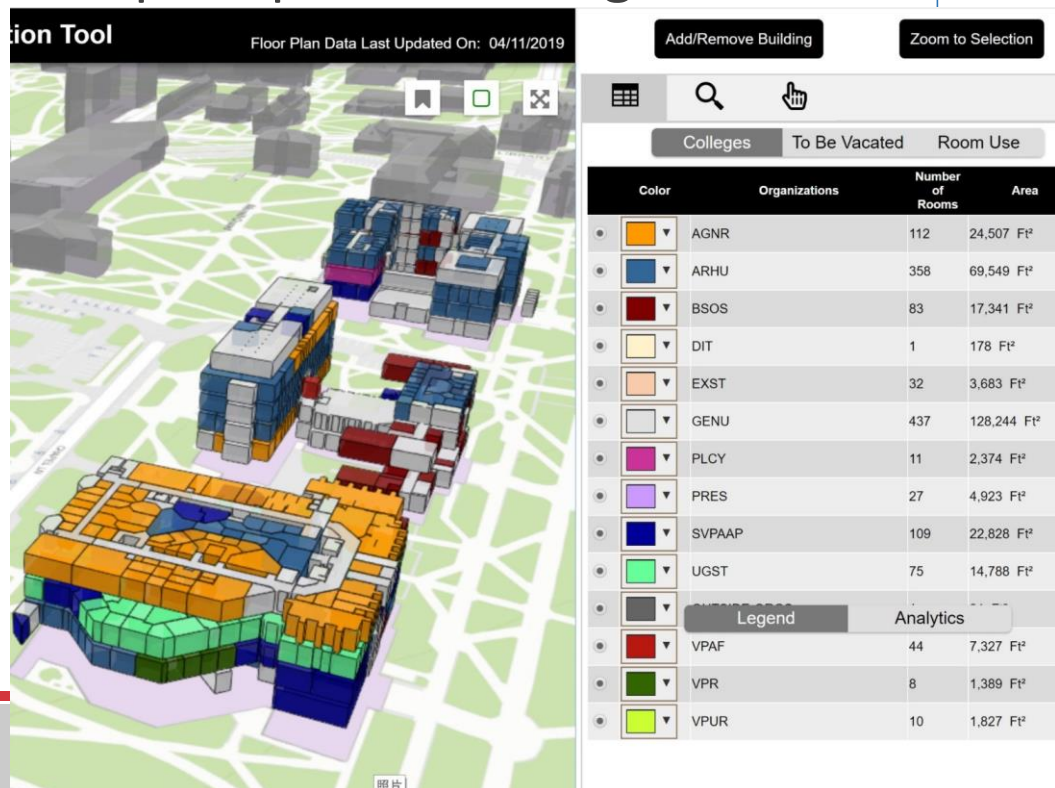 tion Tool
Floor Plan Data Last Updated On: 04/11/2019
Add/Remove Building
Zoom to Selection
Colleges To Be Vacated Room Use
Color Organizations Number of Rooms Area
AGNR 112 24,507 Ft²
ARHU 358 69,549 Ft²
BSOS 83 17,341 Ft²
DIT 1 178 Ft²
EXST 32 3,683 Ft²
GENU 437 128,244 Ft²
PLCY 11 2,374 Ft²
PRES 27 4,923 Ft²
SVPAAP 109 22,828 Ft²
UGST 75 14,788 Ft²
Legend Analytics
VPAF 44 7,327 Ft²
VPR 8 1,389 Ft²
VPUR 10 1,827 Ft²
照片